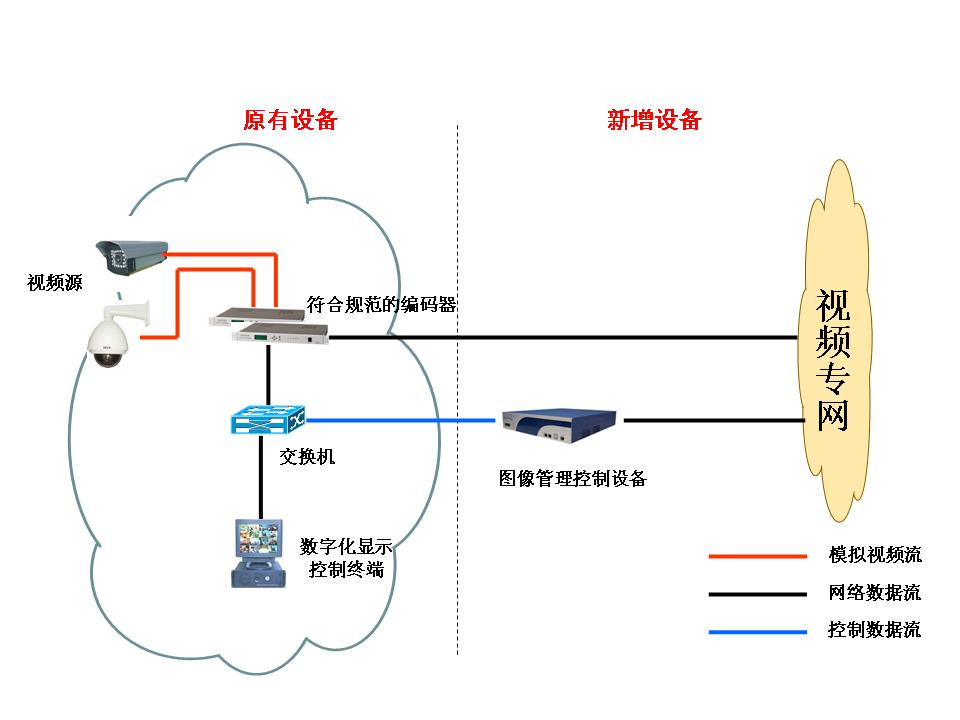 原有设备
新增设备
视频源
符合规范的编码器
视频专网
交换机
图像管理控制设备
数字化显示
控制终端
模拟视频流
网络数据流
控制数据流